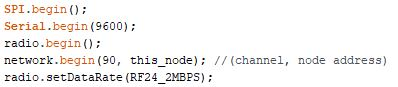 SPI.begin();
Serial.begin(9600);
radio.begin();
network.begin(90, this_node); //(channel, node address)
radio.setDataRate(RF24_2MBPS);